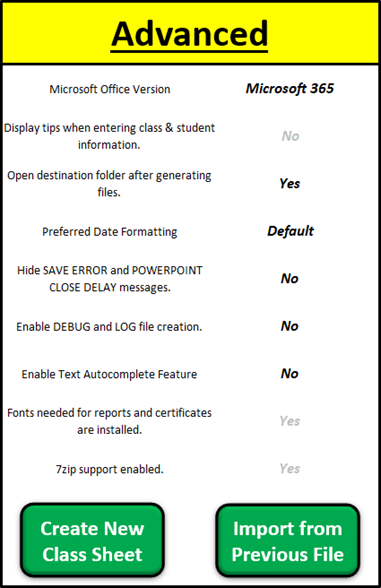 Advanced
Microsoft Office Version Microsoft 365
Display tips when entering class & student
information. No
Open destination folder after generating
files. Yes
Preferred Date Formatting Default
Hide SAVE ERROR and POWERPOINT
CLOSE DELAY messages. No
Enable DEBUG and LOG file creation. No
Enable Text Autocomplete Feature No
Fonts needed for reports and certificates
are installed. Yes
7zip support enabled. Yes
Create New
Class Sheet
Import from
Previous File